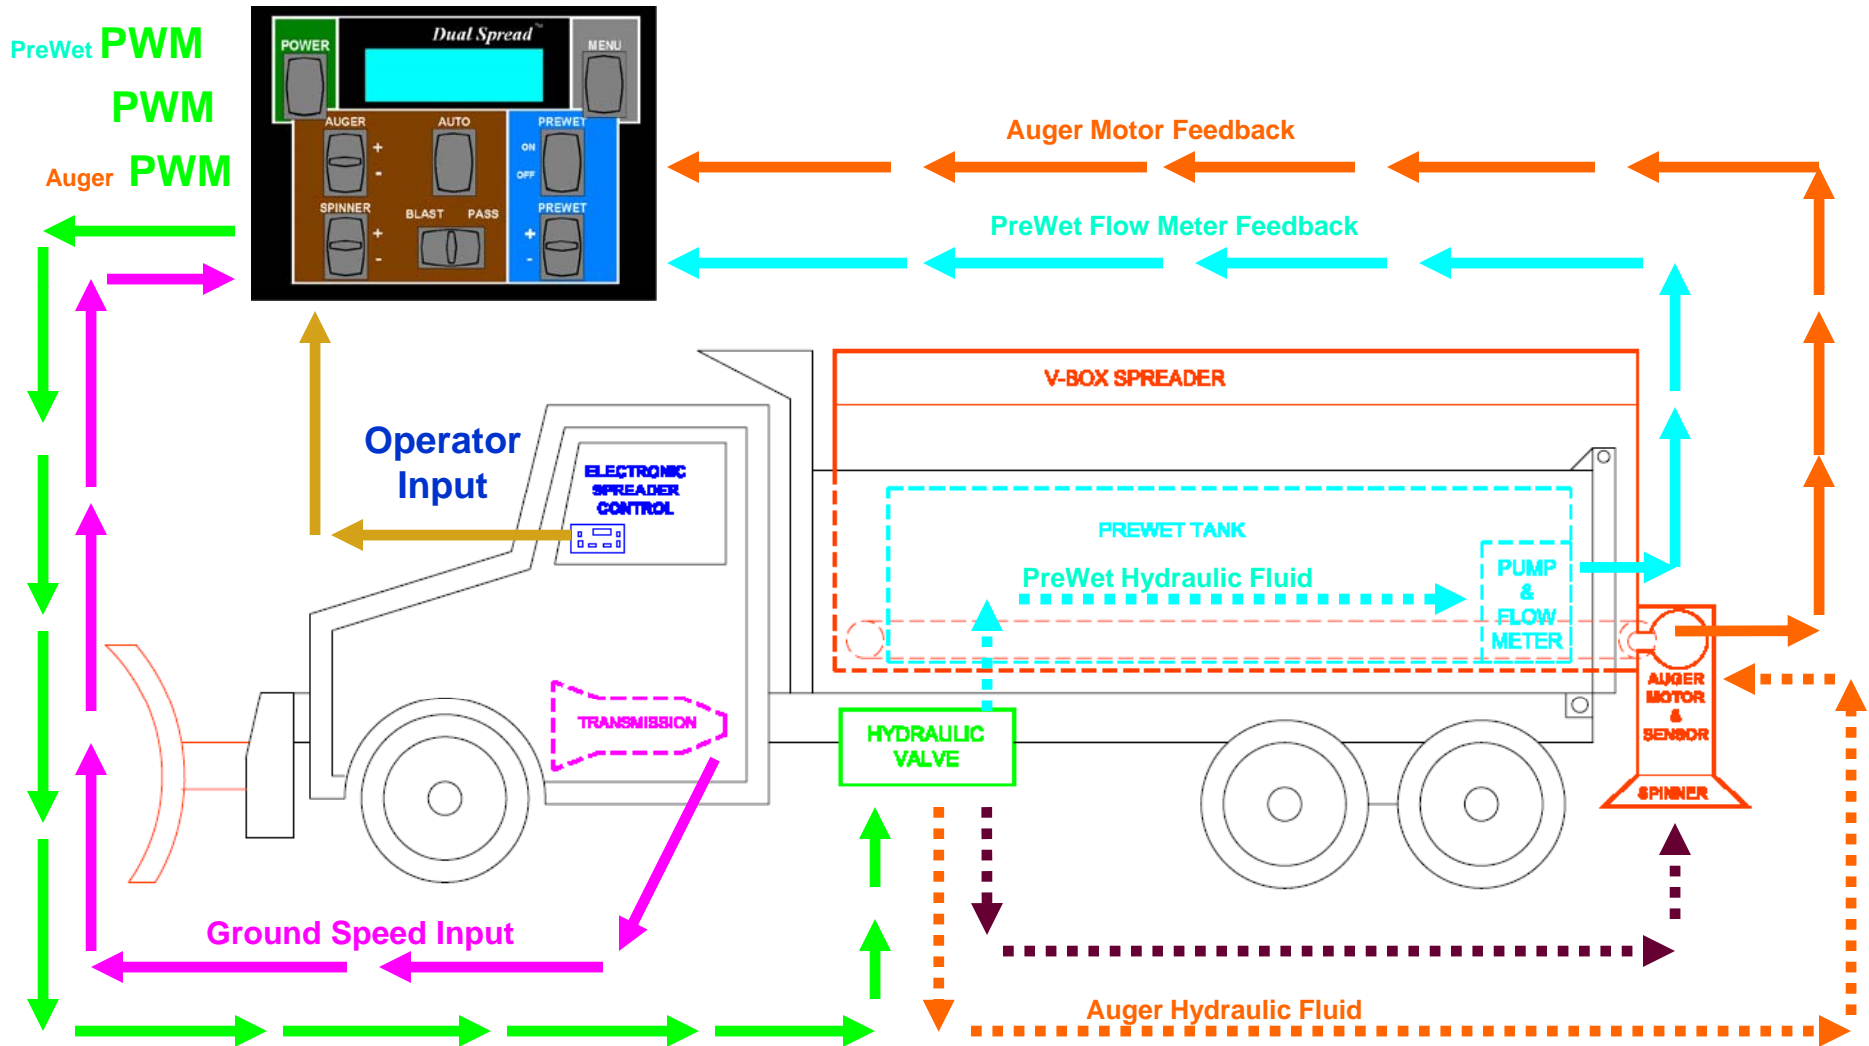 PreWet PWM
PWM
Auger PWM
Dual Spread™
POWER
MENU
AUGER
AUTO
PREWET
+
ON
-
OFF
SPINNER
BLAST PASS
PREWET
+
+
-
-
Auger Motor Feedback
PreWet Flow Meter Feedback
V-BOX SPREADER
Operator
Input
ELECTRONIC
SPREADER
CONTROL
PREWET TANK
PreWet Hydraulic Fluid
PUMP
&
FLOW
METER
AUGER
MOTOR
&
SENSOR
TRANSMISSION
HYDRAULIC
VALVE
SPINNER
Ground Speed Input
Auger Hydraulic Fluid